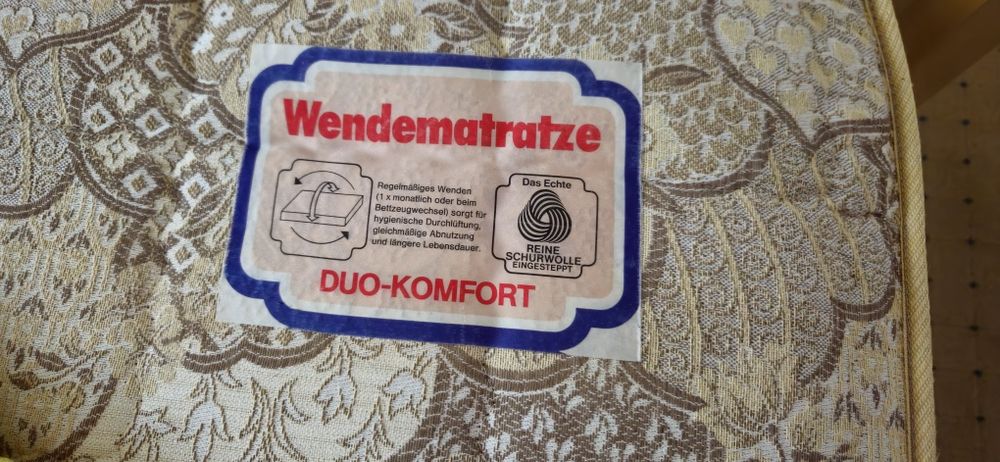 Wendematratze
Regelmäßiges Wenden
(1 x monatlich oder beim
Bettzeugwechsel) sorgt für
hygienische Durchlüftung,
gleichmäßige Abnutzung
und längere Lebensdauer.
Das Echte
REINE
SCHURWOLLE
EINGESTEPPT
DUO-KOMFORT